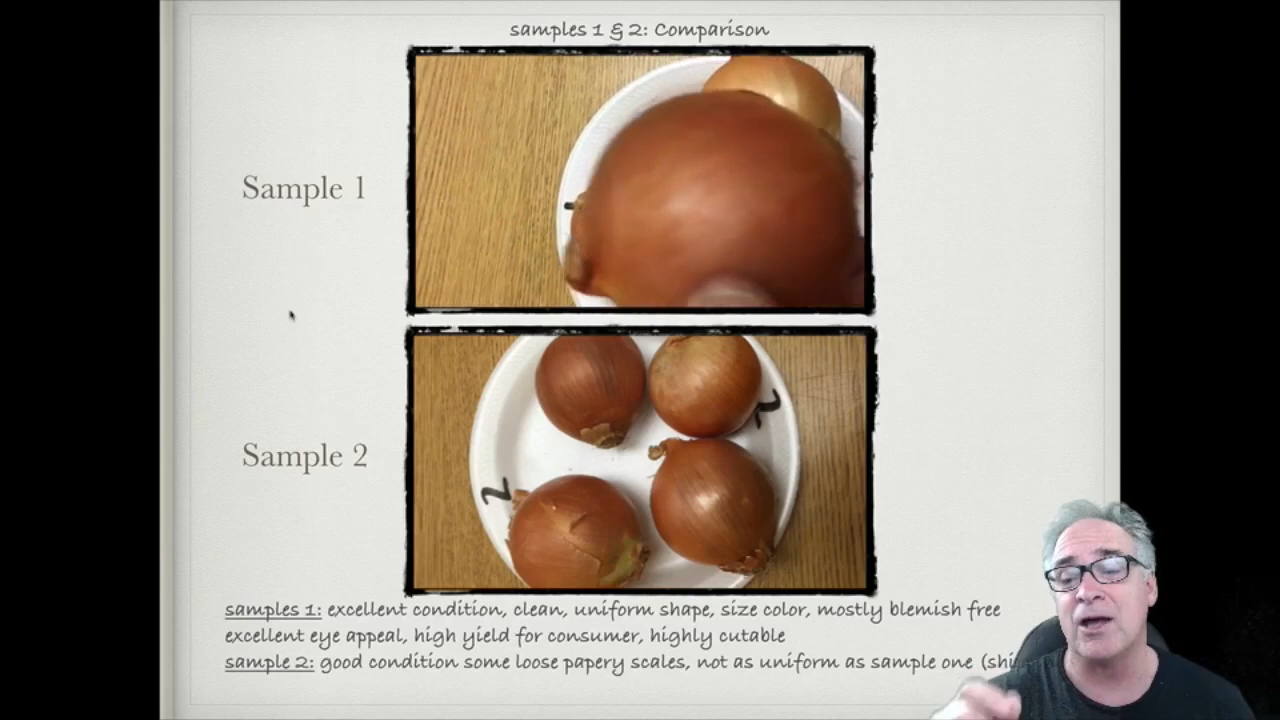 samples 1 & 2: Comparison
Sample 1
2
Sample 2
2
samples 1: excellent condition, clean, uniform shape, size color, mostly blemish free
excellent eye appeal, high yield for consumer, highly cutable
sample 2: good condition some loose papery scales, not as uniform as sample one